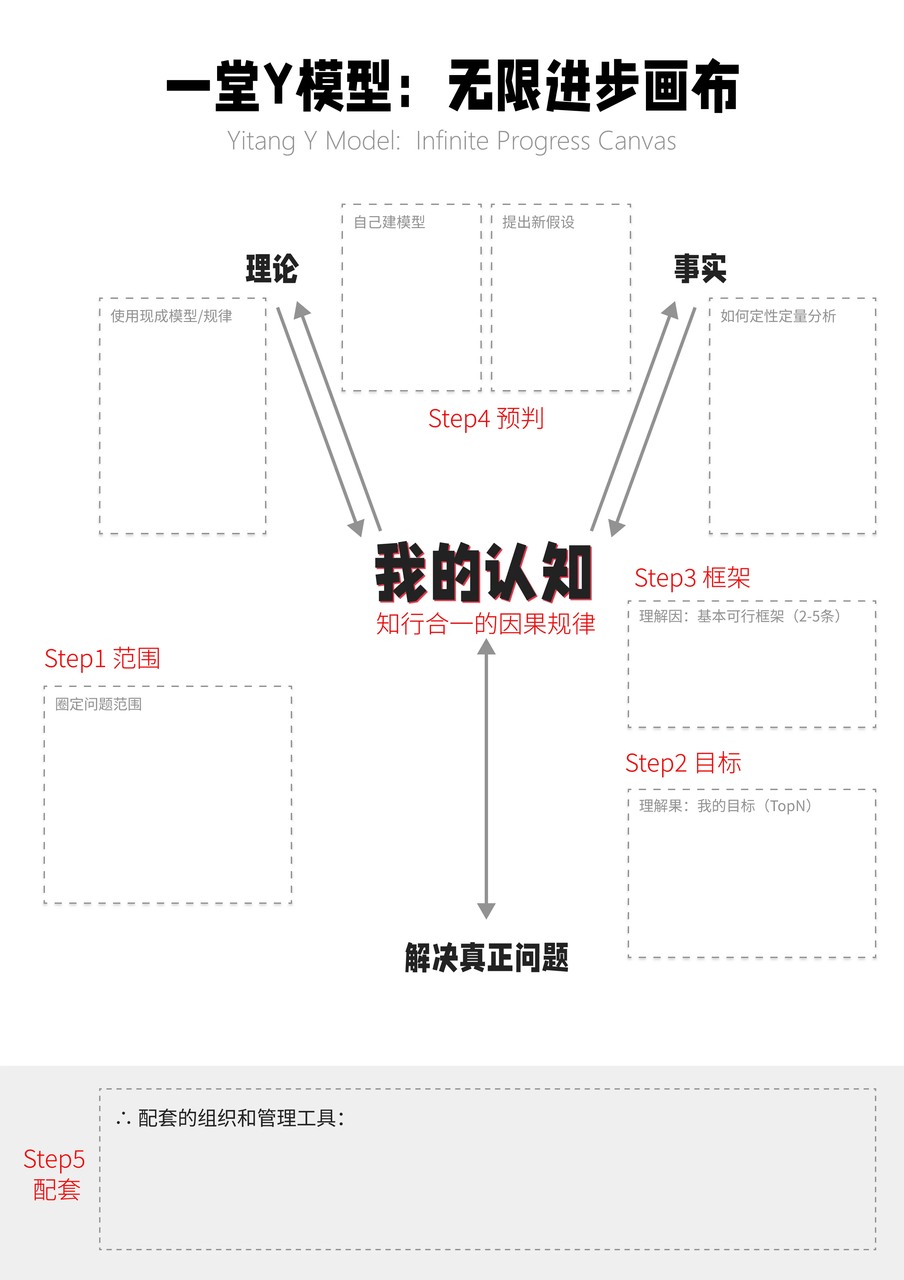 一堂Y模型：无限进步画布
Yitang Y Model: Infinite Progress Canvas
自己建模型
提出新假设
理论
事实
使用现成模型/规律
如何定性定量分析
Step4 预判
我的认知
知行合一的因果规律
Step3 框架
理解因：基本可行框架（2-5条）
Step1 范围
圈定问题范围
Step2 目标
理解果：我的目标（TopN）
解决真正问题
∴ 配套的组织和管理工具：
Step5
配套